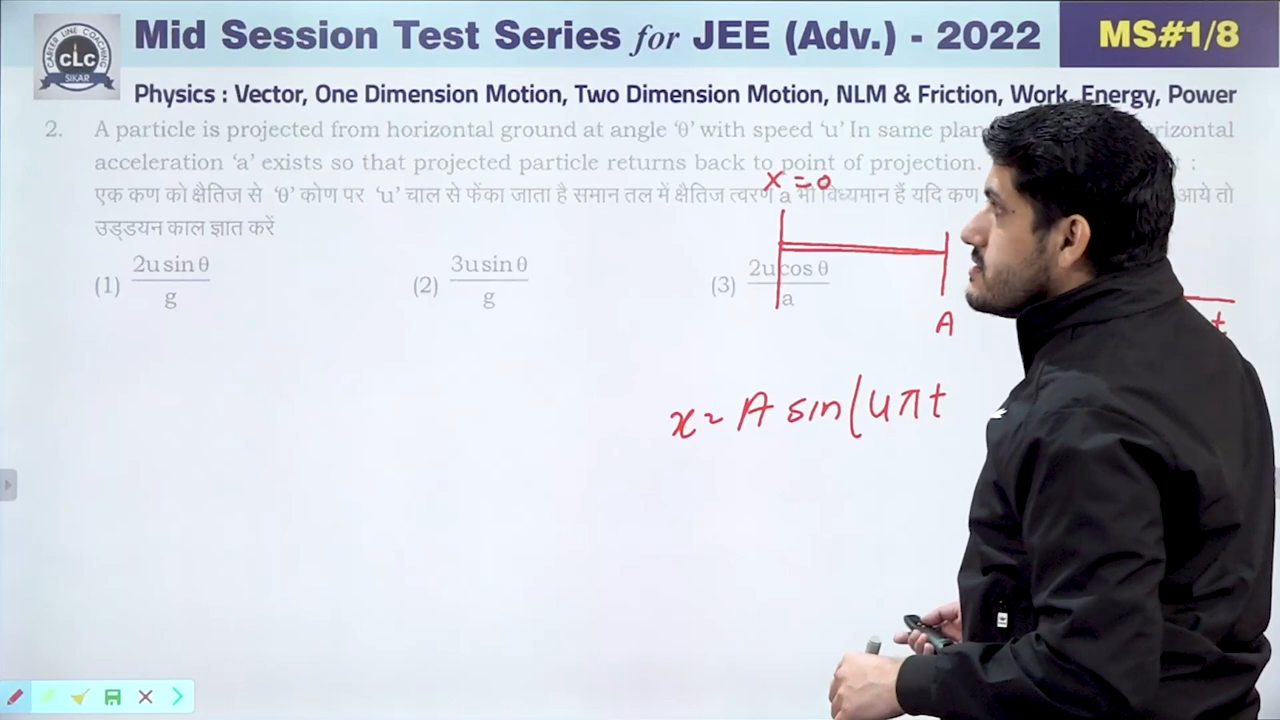 CAREER LINE COACHING
CLC
SIKAR
Mid Session Test Series for JEE (Adv.) - 2022
MS#1/8
Physics : Vector, One Dimension Motion, Two Dimension Motion, NLM & Friction, Work, Energy, Power
2. A particle is projected from horizontal ground at angle ‘θ’ with speed ‘u’ In same
acceleration ‘a’ exists so that projected particle returns back to point of projection.
x = 0
एक कण को क्षैतिज से ‘θ’ कोण पर ‘u’ चाल से फेंका जाता है समान तल में क्षैतिज त्वरण a भी विध्यमान हैं यदि कण आये तो
उड्डयन काल ज्ञात करें
(1) 2u sin θ / g (2) 3u sin θ / g (3) 2u cos θ / a
A
t
x = A sin(4πt